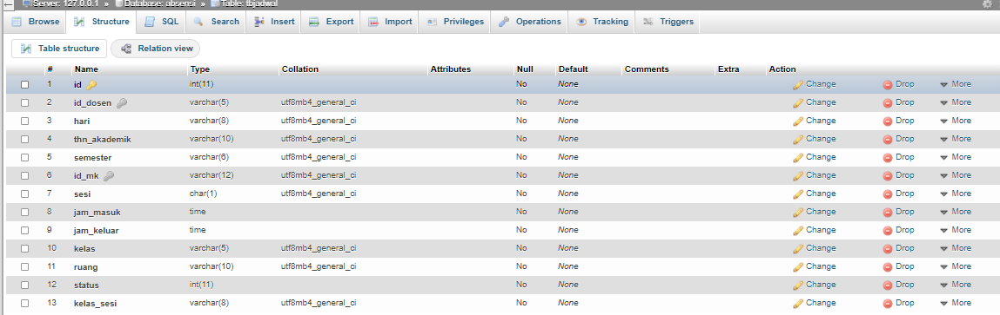 Server: 127.0.0.1 » Database: absensi » Table: tbjadwal
Browse Structure SQL Search Insert Export Import Privileges Operations Tracking Triggers
Table structure Relation view
# Name Type Collation Attributes Null Default Comments Extra Action
1 id int(11) No None Change Drop More
2 id_dosen varchar(5) utf8mb4_general_ci No None Change Drop More
3 hari varchar(8) utf8mb4_general_ci No None Change Drop More
4 thn_akademik varchar(10) utf8mb4_general_ci No None Change Drop More
5 semester varchar(6) utf8mb4_general_ci No None Change Drop More
6 id_mk varchar(12) utf8mb4_general_ci No None Change Drop More
7 sesi char(1) utf8mb4_general_ci No None Change Drop More
8 jam_masuk time No None Change Drop More
9 jam_keluar time No None Change Drop More
10 kelas varchar(5) utf8mb4_general_ci No None Change Drop More
11 ruang varchar(10) utf8mb4_general_ci No None Change Drop More
12 status int(11) No None Change Drop More
13 kelas_sesi varchar(8) utf8mb4_general_ci No None Change Drop More